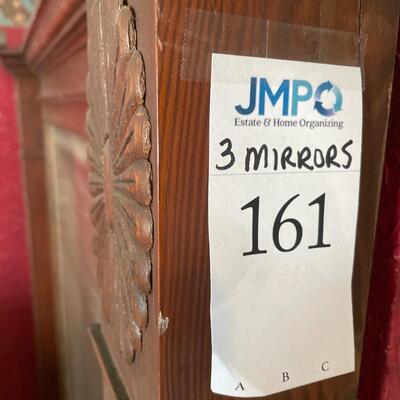 JMPO
Estate & Home Organizing
3 MIRRORS
161
A B C